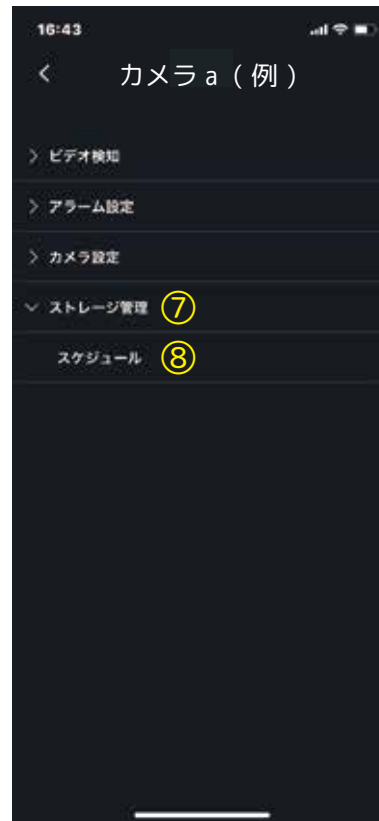 16:43
カメラa(例)
ビデオ検知
アラーム設定
カメラ設定
ストレージ管理 ⑦
スケジュール ⑧